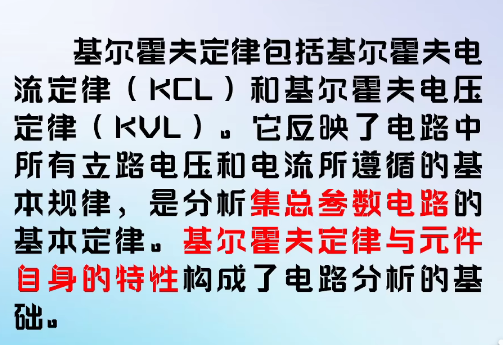 基尔霍夫定律包括基尔霍夫电
流定律(KCL)和基尔霍夫电压
定律(KVL)。它反映了电路中
所有支路电压和电流所遵循的基
本规律，是分析集总参数电路的
基本定律。基尔霍夫定律与元件
自身的特性构成了电路分析的基
础。